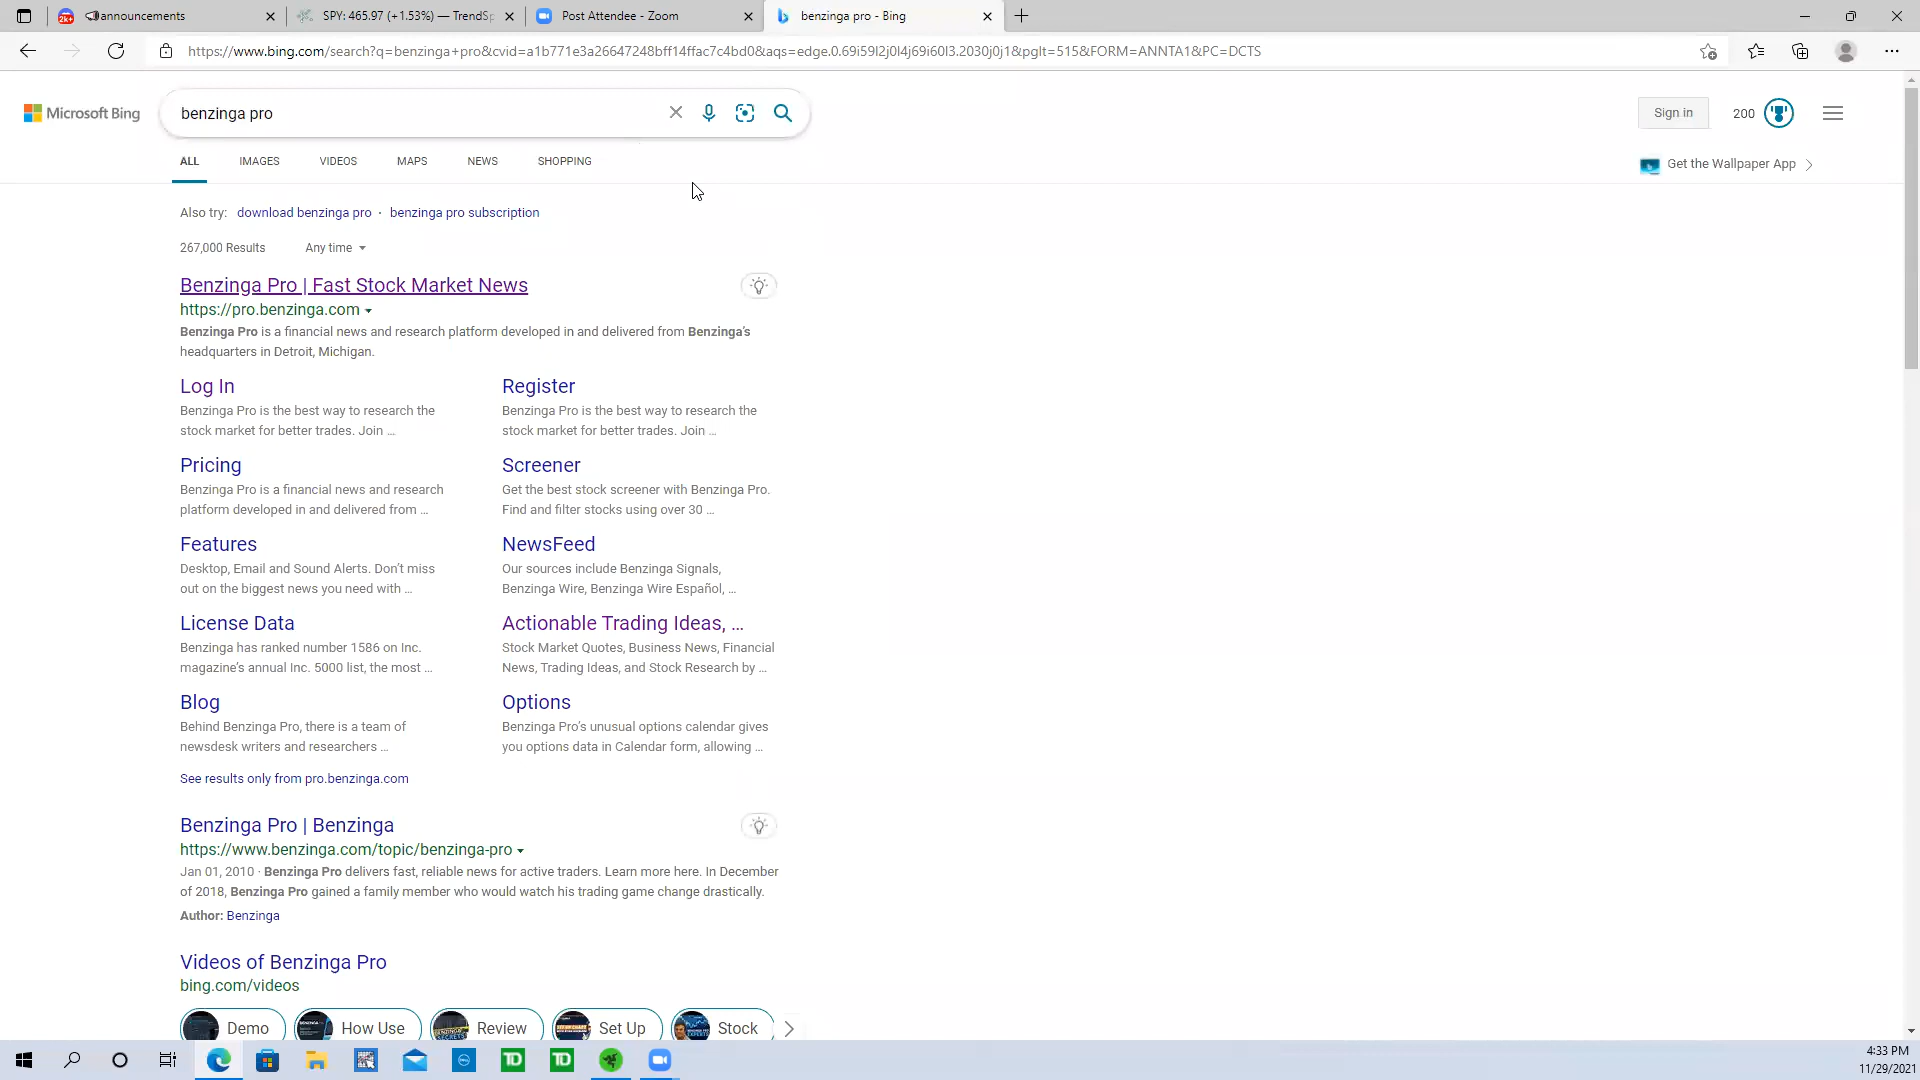 announcements
SPY: 465.97 (+1.53%) — TrendSp
Post Attendee - Zoom
benzinga pro - Bing
https://www.bing.com/search?q=benzinga+pro&cvid=a1b771e3a26647248bff14ffac7c4bd0&aqs=edge.0.69i59l2j0l4j69i60l3.2030j0j1&pglt=515&FORM=ANNTA1&PC=DCTS
Microsoft Bing
benzinga pro
Sign in
200
ALL
IMAGES
VIDEOS
MAPS
NEWS
SHOPPING
Get the Wallpaper App
Also try: download benzinga pro · benzinga pro subscription
267,000 Results
Any time
Benzinga Pro | Fast Stock Market News
https://pro.benzinga.com
Benzinga Pro is a financial news and research platform developed in and delivered from Benzinga's
headquarters in Detroit, Michigan.
Log In
Benzinga Pro is the best way to research the
stock market for better trades. Join ...
Register
Benzinga Pro is the best way to research the
stock market for better trades. Join ...
Pricing
Benzinga Pro is a financial news and research
platform developed in and delivered from ...
Screener
Get the best stock screener with Benzinga Pro.
Find and filter stocks using over 30 ...
Features
Desktop, Email and Sound Alerts. Don't miss
out on the biggest news you need with ...
NewsFeed
Our sources include Benzinga Signals,
Benzinga Wire, Benzinga Wire Español, ...
License Data
Benzinga has ranked number 1586 on Inc.
magazine's annual Inc. 5000 list, the most ...
Actionable Trading Ideas, ...
Stock Market Quotes, Business News, Financial
News, Trading Ideas, and Stock Research by ...
Blog
Behind Benzinga Pro, there is a team of
newsdesk writers and researchers ...
Options
Benzinga Pro's unusual options calendar gives
you options data in Calendar form, allowing ...
See results only from pro.benzinga.com
Benzinga Pro | Benzinga
https://www.benzinga.com/topic/benzinga-pro
Jan 01, 2010 · Benzinga Pro delivers fast, reliable news for active traders. Learn more here. In December
of 2018, Benzinga Pro gained a family member who would watch his trading game change drastically.
Author: Benzinga
Videos of Benzinga Pro
bing.com/videos
Demo
How Use
Review
Set Up
Stock
TD
TD
4:33 PM
11/29/2021